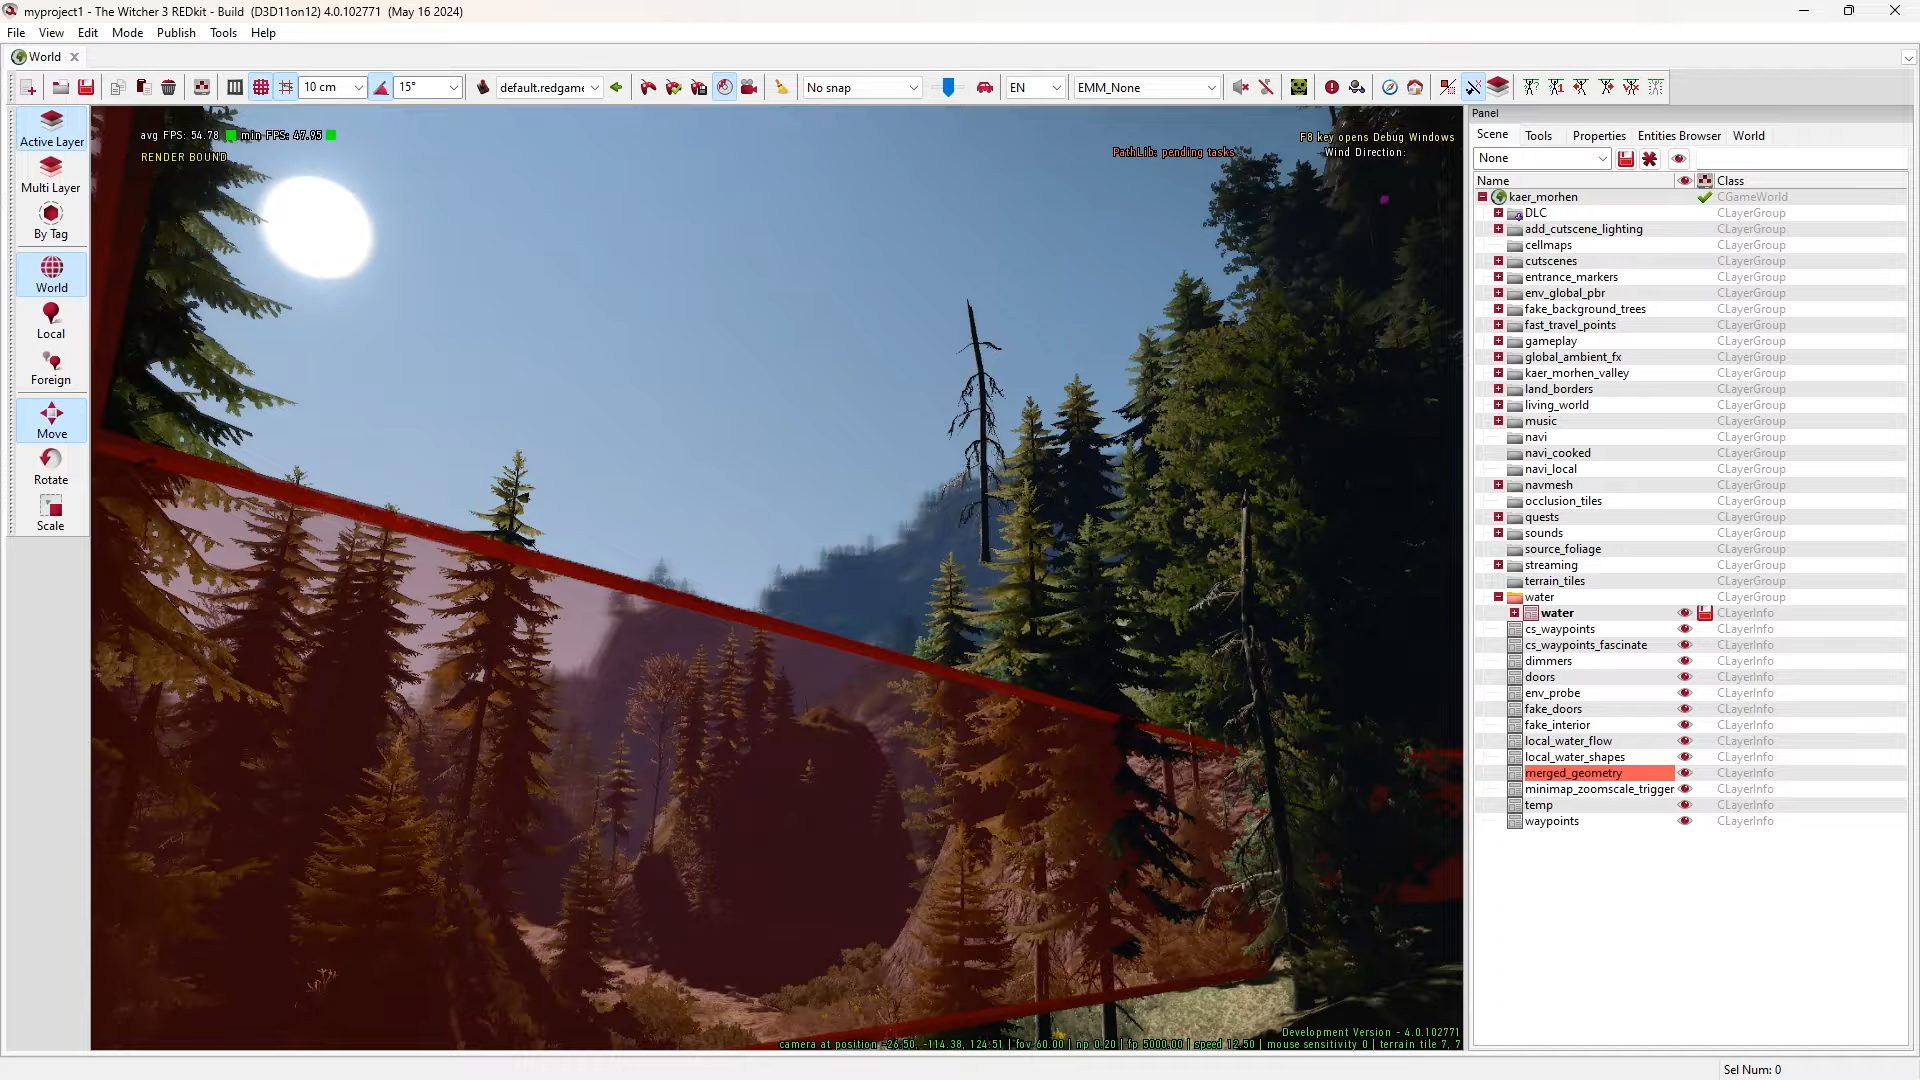 myproject1 - The Witcher 3 REDkit - Build (D3D11on12) 4.0.102771 (May 16 2024)
File View Edit Mode Publish Tools Help
World
10 cm 15° default.redgame No snap EN EMM_None
Active Layer
Multi Layer
By Tag
World
Local
Foreign
Move
Rotate
Scale
avg FPS: 54.78 min FPS: 47.95
RENDER BOUND
F8 key opens Debug Windows
PathLib: pending tasks
Wind Direction:
Development Version - 4.0.102771
camera at position -26.50, -114.38, 124.51 | fov 60.00 | np 0.20 | fp 5000.00 | speed 12.50 | mouse sensitivity 0 | terrain tile 7, 7
Panel
Scene Tools Properties Entities Browser World
None
Name Class
kaer_morhen CGameWorld
DLC CLayerGroup
add_cutscene_lighting CLayerGroup
cellmaps CLayerGroup
cutscenes CLayerGroup
entrance_markers CLayerGroup
env_global_pbr CLayerGroup
fake_background_trees CLayerGroup
fast_travel_points CLayerGroup
gameplay CLayerGroup
global_ambient_fx CLayerGroup
kaer_morhen_valley CLayerGroup
land_borders CLayerGroup
living_world CLayerGroup
music CLayerGroup
navi CLayerGroup
navi_cooked CLayerGroup
navi_local CLayerGroup
navmesh CLayerGroup
occlusion_tiles CLayerGroup
quests CLayerGroup
sounds CLayerGroup
source_foliage CLayerGroup
streaming CLayerGroup
terrain_tiles CLayerGroup
water CLayerGroup
water CLayerInfo
cs_waypoints CLayerInfo
cs_waypoints_fascinate CLayerInfo
dimmers CLayerInfo
doors CLayerInfo
env_probe CLayerInfo
fake_doors CLayerInfo
fake_interior CLayerInfo
local_water_flow CLayerInfo
local_water_shapes CLayerInfo
merged_geometry CLayerInfo
minimap_zoomscale_trigger CLayerInfo
temp CLayerInfo
waypoints CLayerInfo
Sel Num: 0